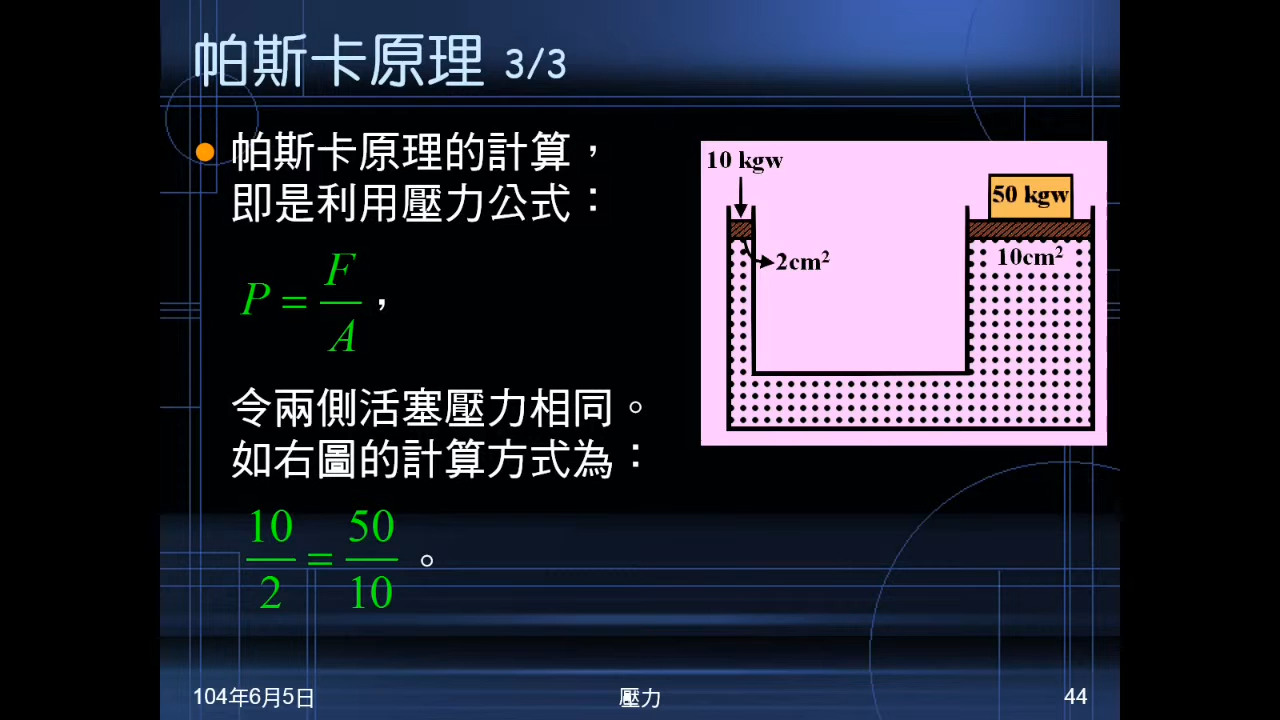 帕斯卡原理 3/3
帕斯卡原理的計算，
即是利用壓力公式：
P = F/A，
令兩側活塞壓力相同。
如右圖的計算方式為：
10/2 = 50/10。
10 kgw
50 kgw
2cm²
10cm²
104年6月5日
壓力
44